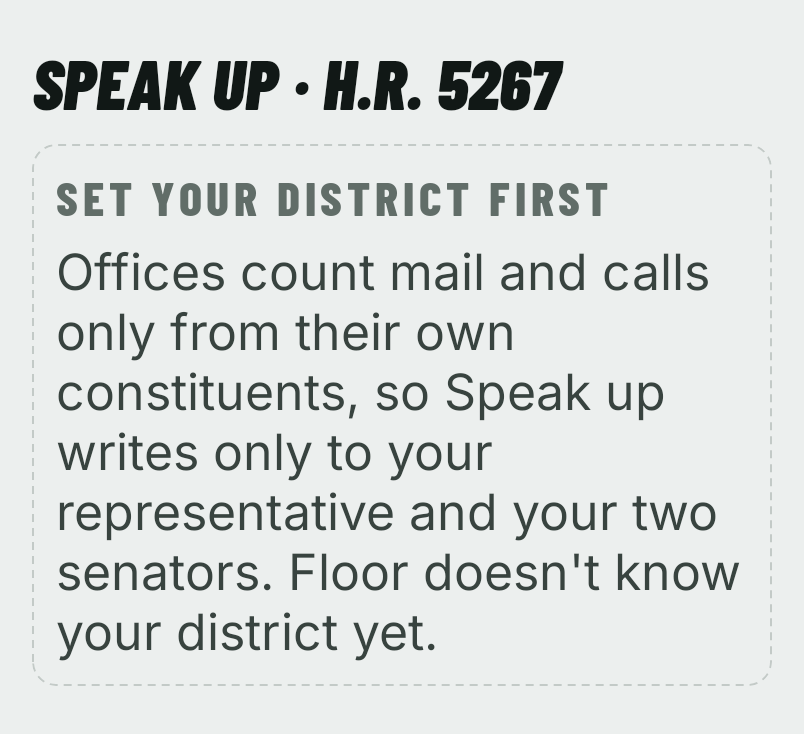 SPEAK UP · H.R. 5267
SET YOUR DISTRICT FIRST
Offices count mail and calls
only from their own
constituents, so Speak up
writes only to your
representative and your two
senators. Floor doesn't know
your district yet.